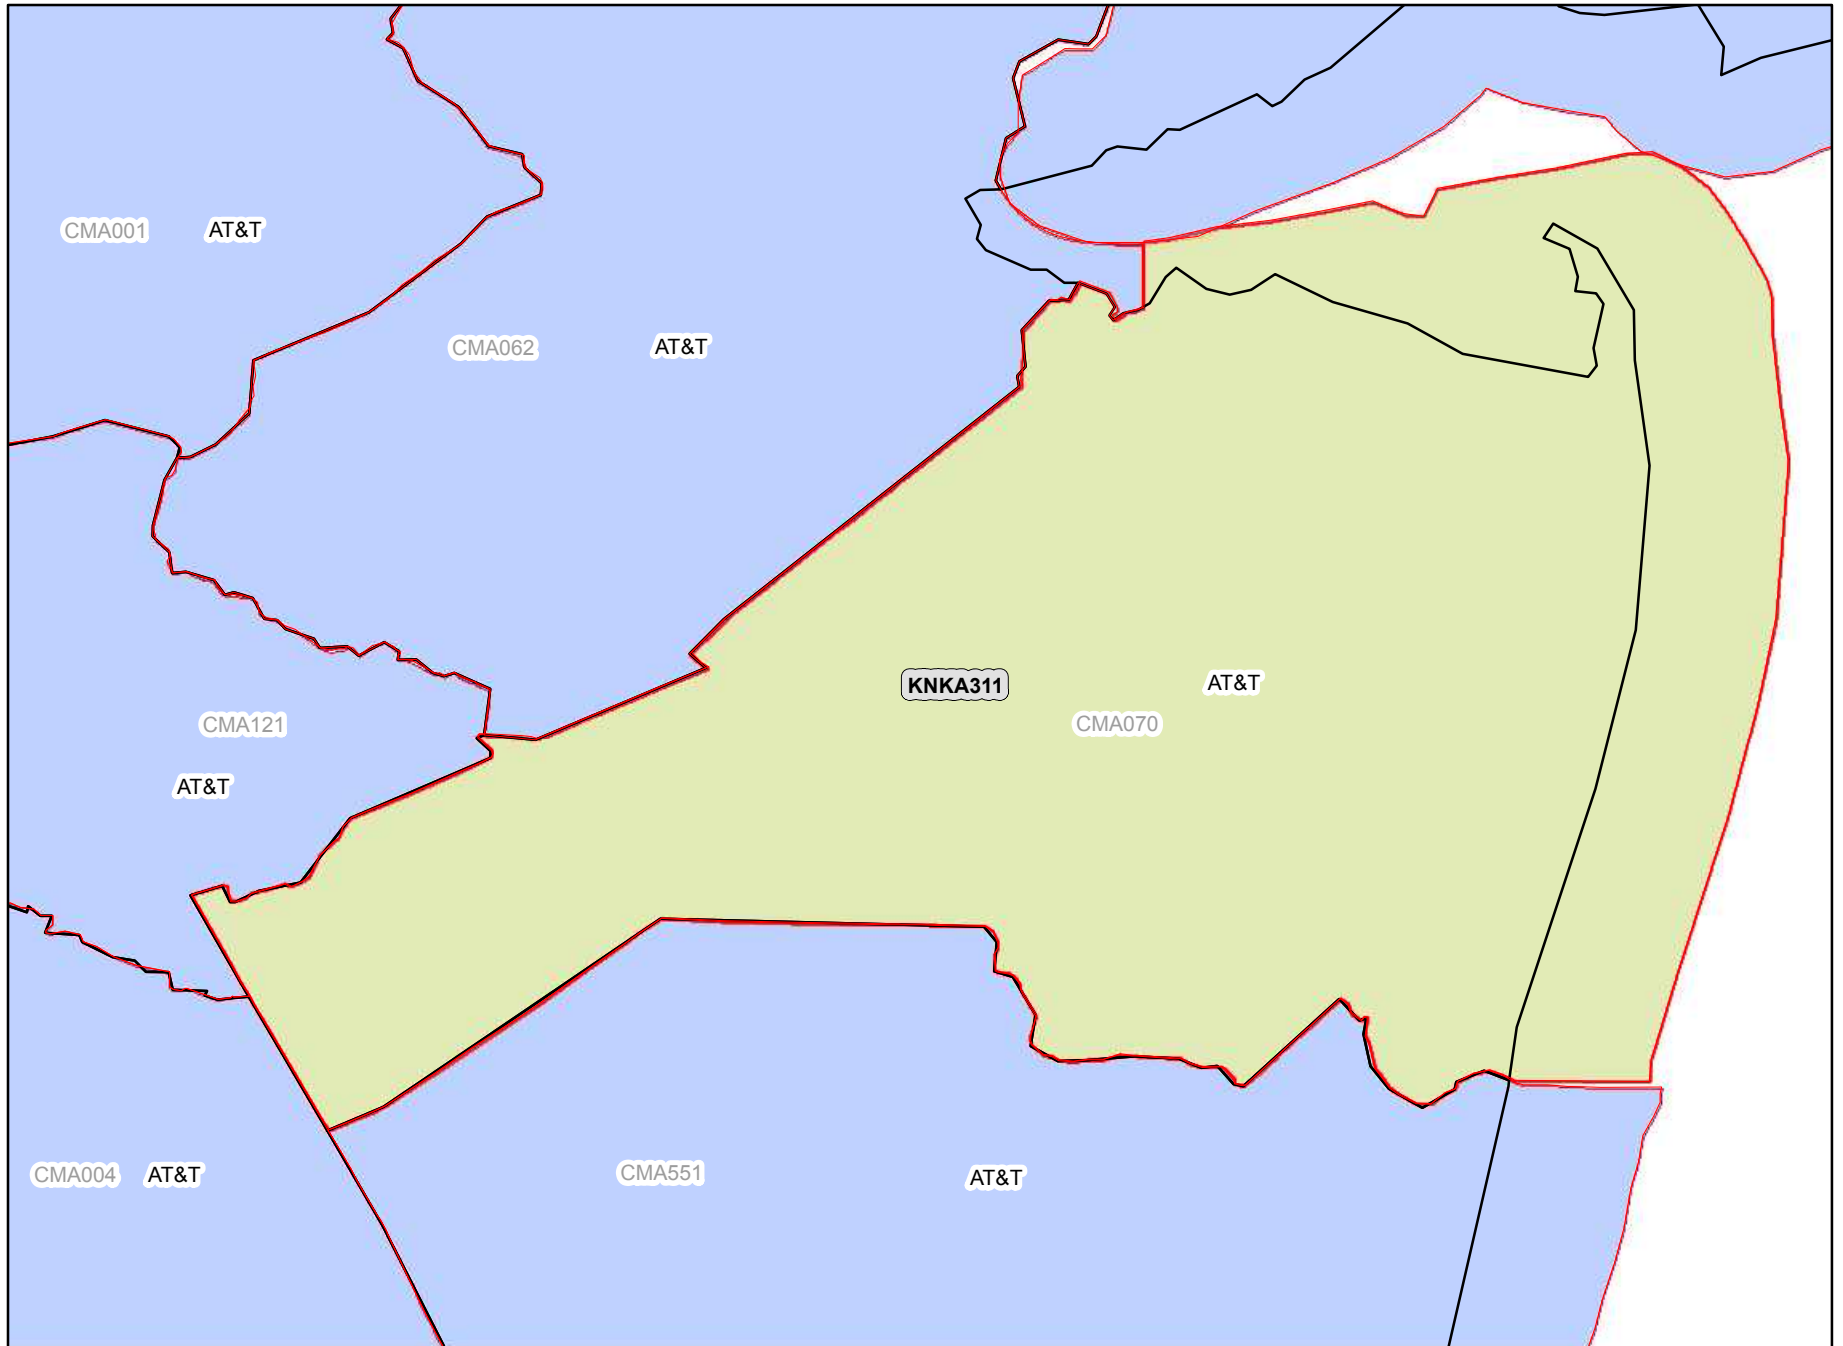 CMA001 AT&T
CMA062 AT&T
KNKA311 AT&T
CMA070
CMA121
AT&T
CMA004 AT&T
CMA551 AT&T